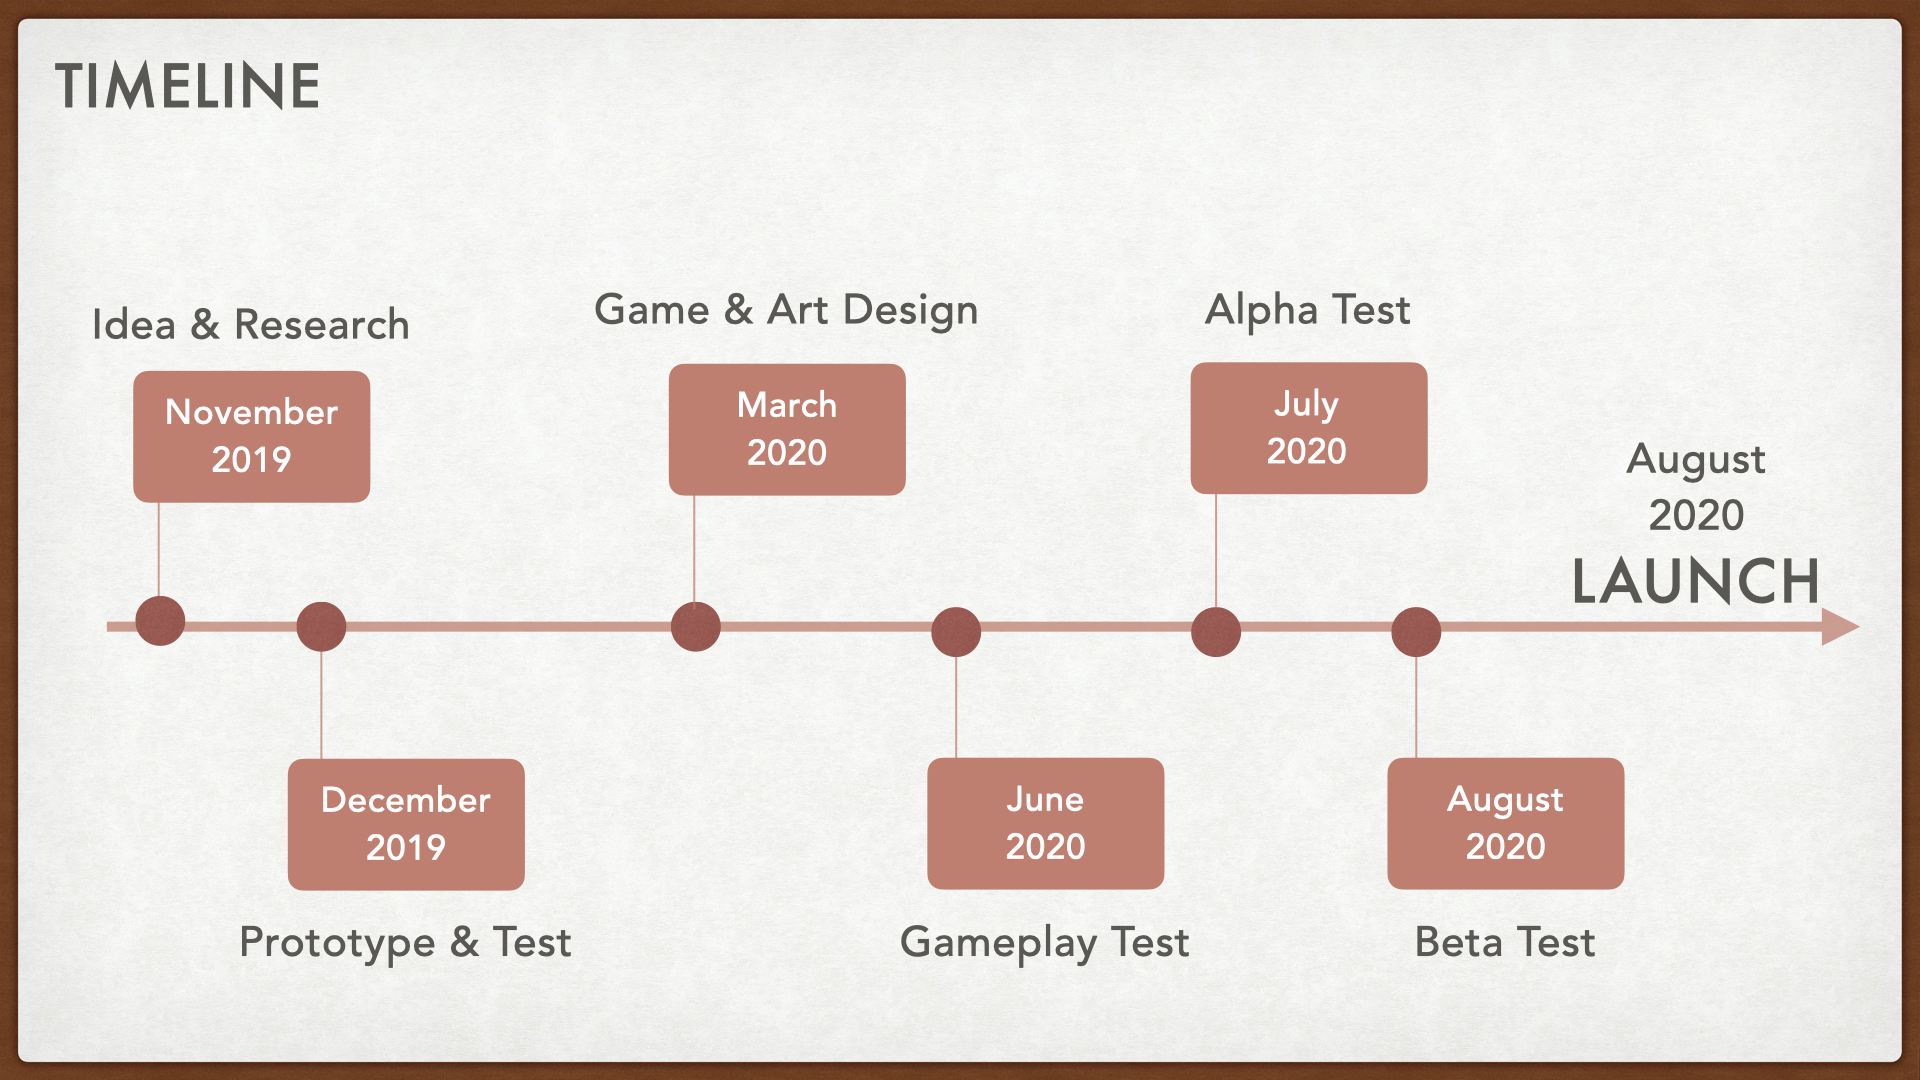 TIMELINE
Idea & Research
November
2019
December
2019
Prototype & Test
Game & Art Design
March
2020
June
2020
Gameplay Test
Alpha Test
July
2020
August
2020
Beta Test
August
2020
LAUNCH